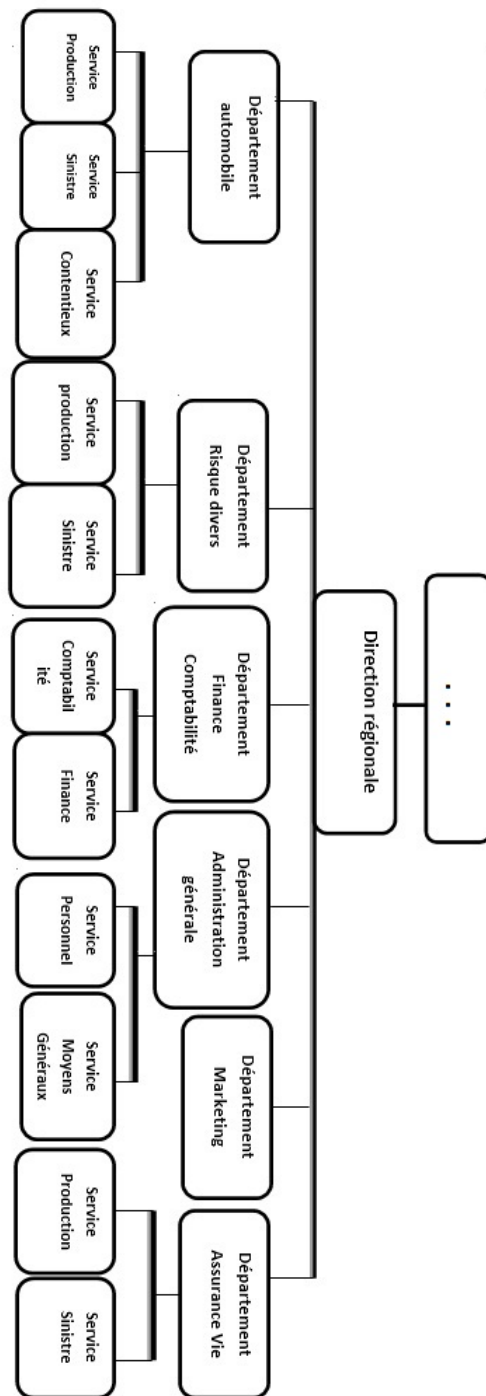 . . .
Direction régionale
Département
automobile
Département
Risque divers
Département
Finance
Comptabilité
Département
Administration
générale
Département
Marketing
Département
Assurance Vie
Service
Production
Service
Sinistre
Service
Contentieux
Service
production
Service
Sinistre
Service
Comptabil
ité
Service
Finance
Service
Personnel
Service
Moyens
Généraux
Service
Production
Service
Sinistre